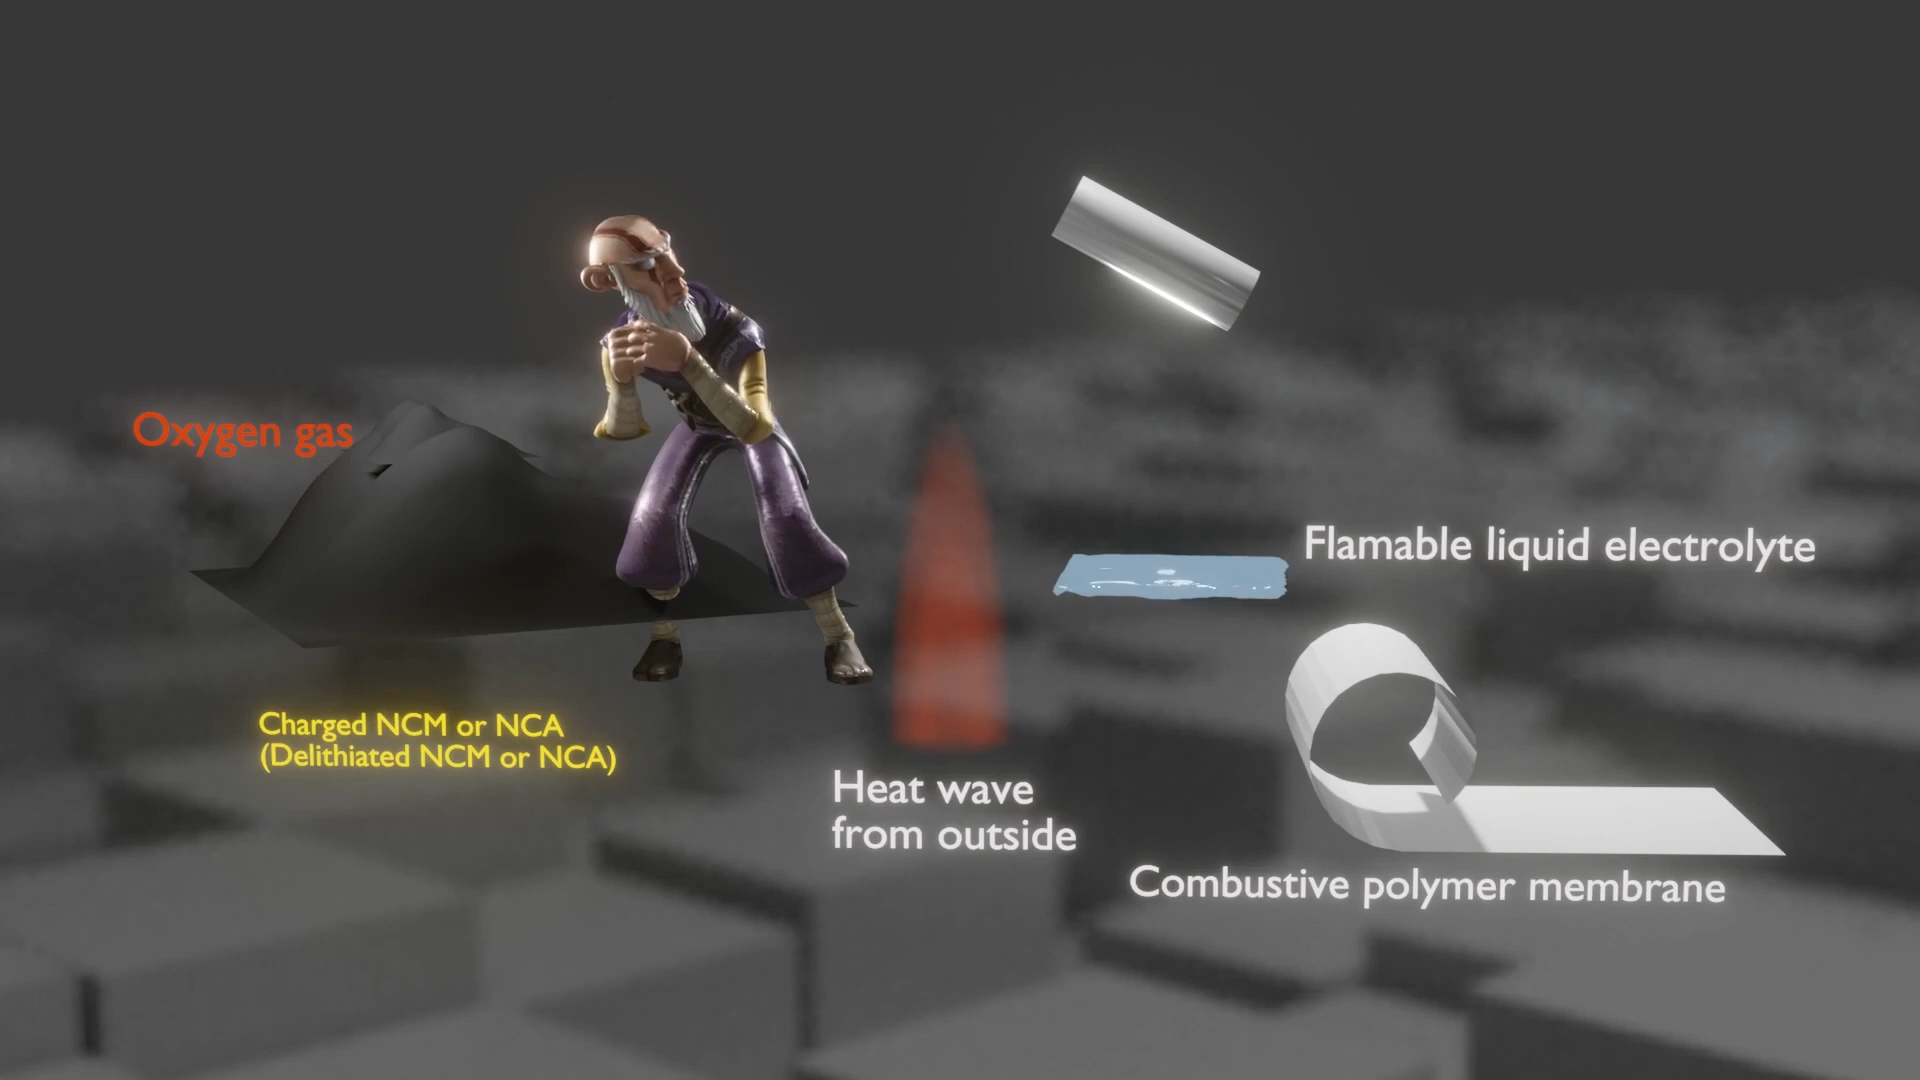 Oxygen gas
Flamable liquid electrolyte
Charged NCM or NCA
(Delithiated NCM or NCA)
Heat wave
from outside
Combustive polymer membrane